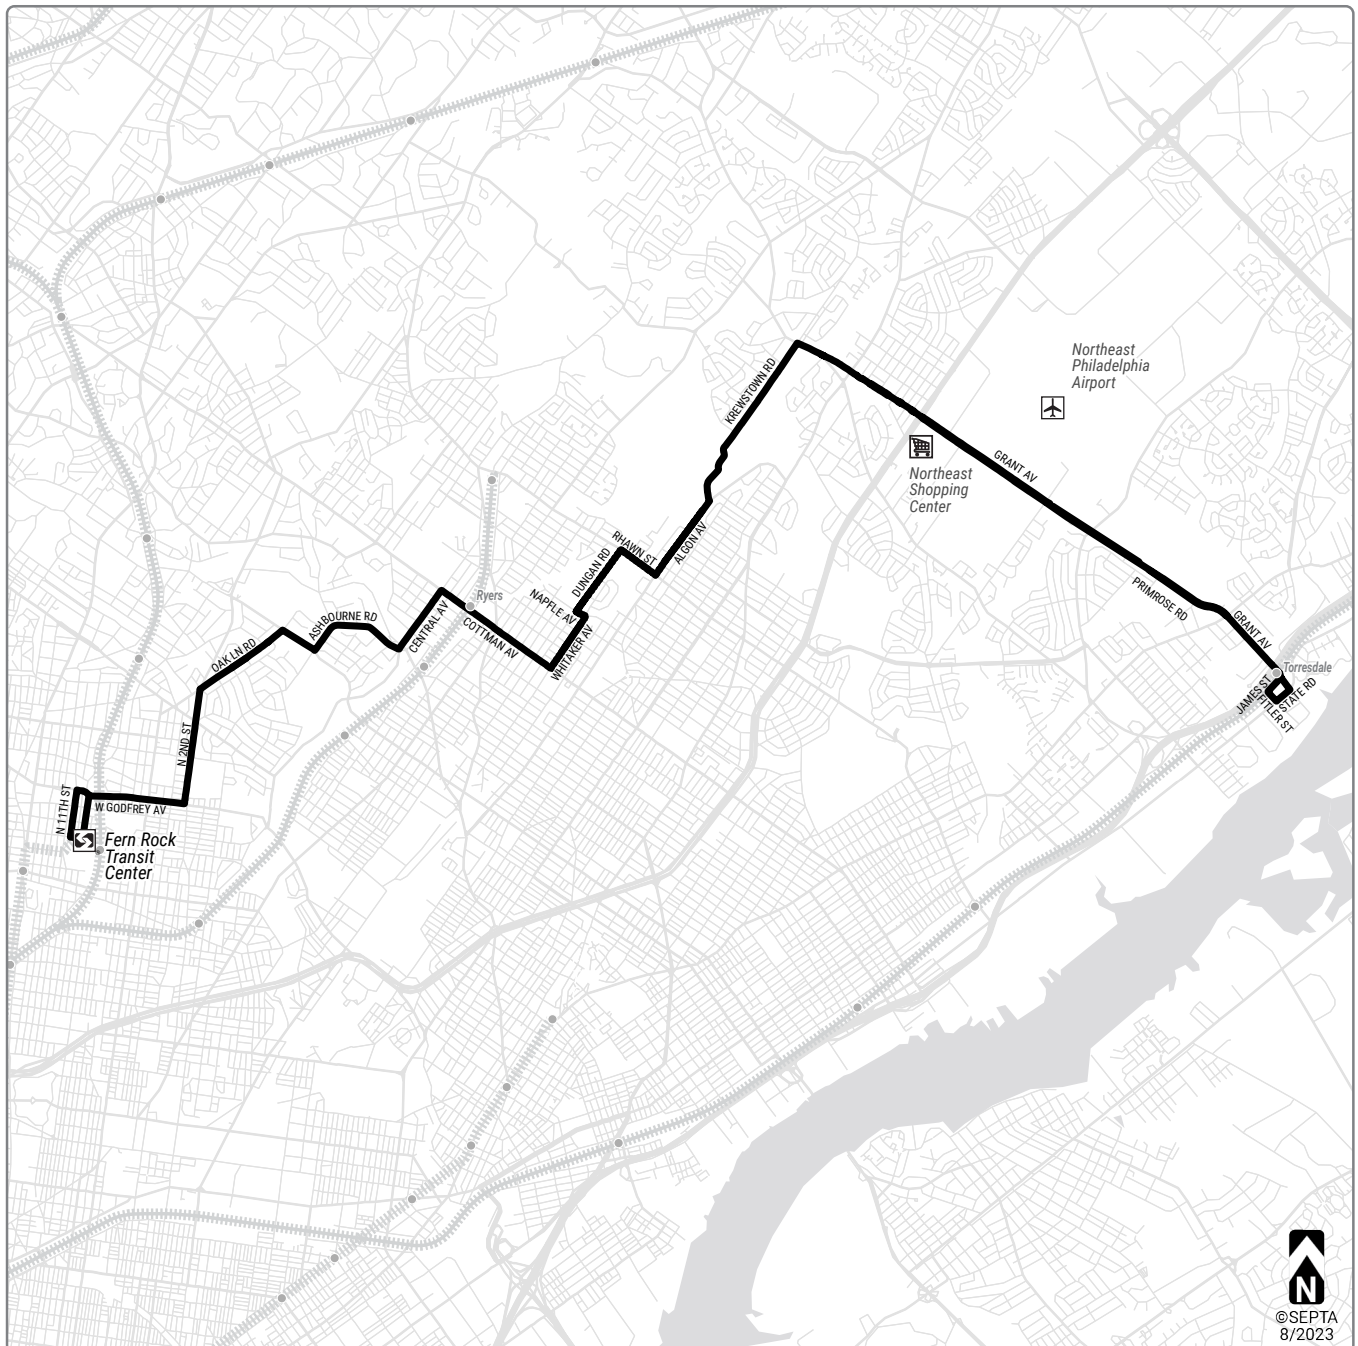 Northeast
Philadelphia
Airport
KREWSTOWN RD
GRANT AV
Northeast
Shopping
Center
ALGON AV
RHAWN ST
DUNGAN RD
NAPFLE AV
WHITAKER AV
Ryers
COTTMAN AV
CENTRAL AV
ASHBOURNE RD
OAK LN RD
PRIMROSE RD
GRANT AV
Torresdale
JAMES ST
STATE RD
FITLER ST
N 2ND ST
N 11TH ST
W GODFREY AV
Fern Rock
Transit
Center
N
©SEPTA
8/2023